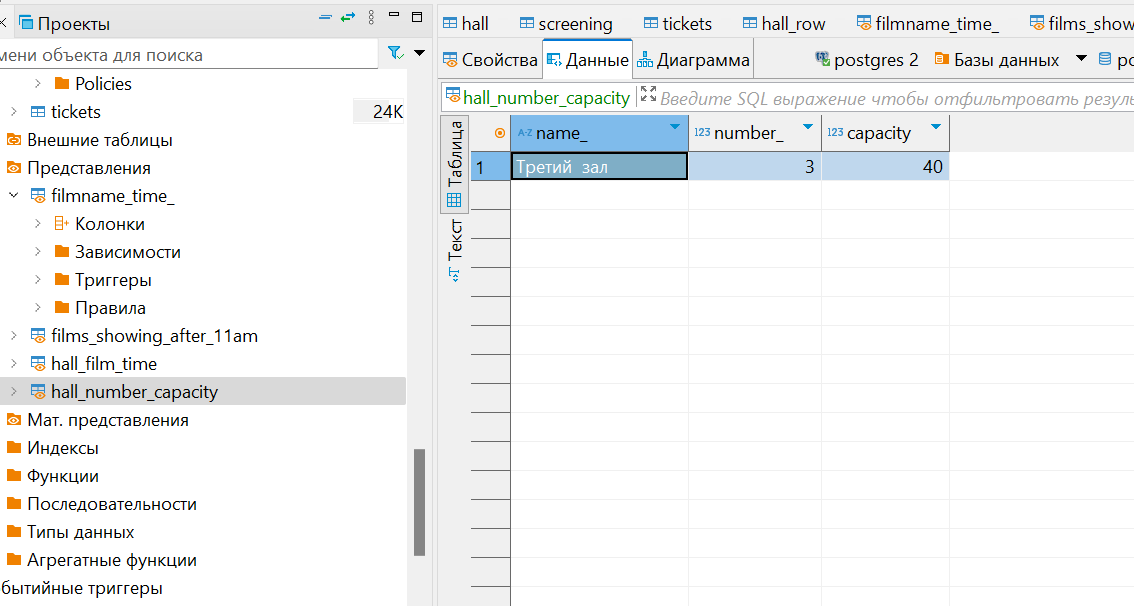 Проекты
мени объекта для поиска
Policies
tickets 24K
Внешние таблицы
Представления
filmname_time_
Колонки
Зависимости
Триггеры
Правила
films_showing_after_11am
hall_film_time
hall_number_capacity
Мат. представления
Индексы
Функции
Последовательности
Типы данных
Агрегатные функции
бытийные триггеры
hall screening tickets hall_row filmname_time_ films_show
Свойства Данные Диаграмма postgres 2 Базы данных po
hall_number_capacity Введите SQL выражение чтобы отфильтровать резуль
Таблица
Текст
A-Z name_ 123 number_ 123 capacity
1 Третий зал 3 40